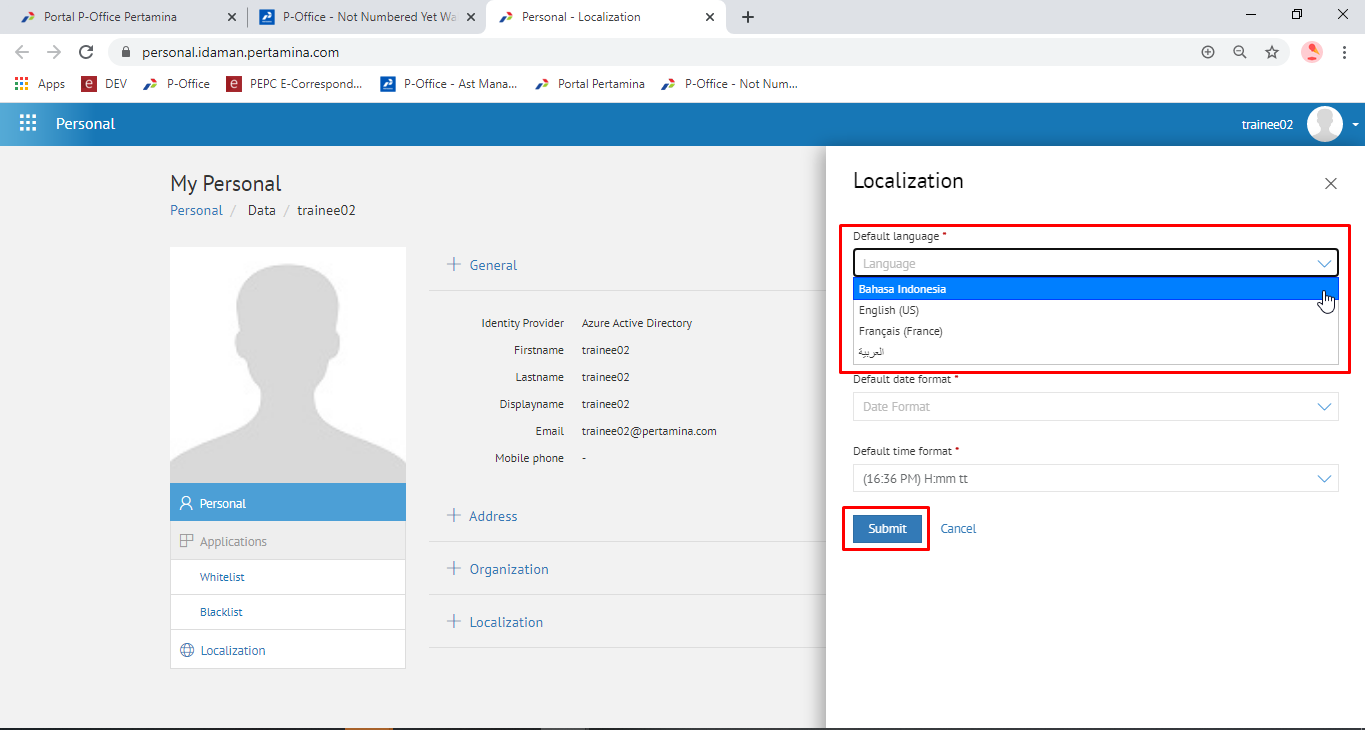 Portal P-Office Pertamina
P-Office - Not Numbered Yet Wa
Personal - Localization
personal.idaman.pertamina.com
Apps
DEV
P-Office
PEPC E-Correspond...
P-Office - Ast Mana...
Portal Pertamina
P-Office - Not Num...
Personal
trainee02
My Personal
Personal / Data / trainee02
General
Identity Provider Azure Active Directory
Firstname trainee02
Lastname trainee02
Displayname trainee02
Email trainee02@pertamina.com
Mobile phone -
Address
Organization
Localization
Personal
Applications
Whitelist
Blacklist
Localization
Localization
Default language *
Language
Bahasa Indonesia
English (US)
Français (France)
العربية
Default date format *
Date Format
Default time format *
(16:36 PM) H:mm tt
Submit Cancel